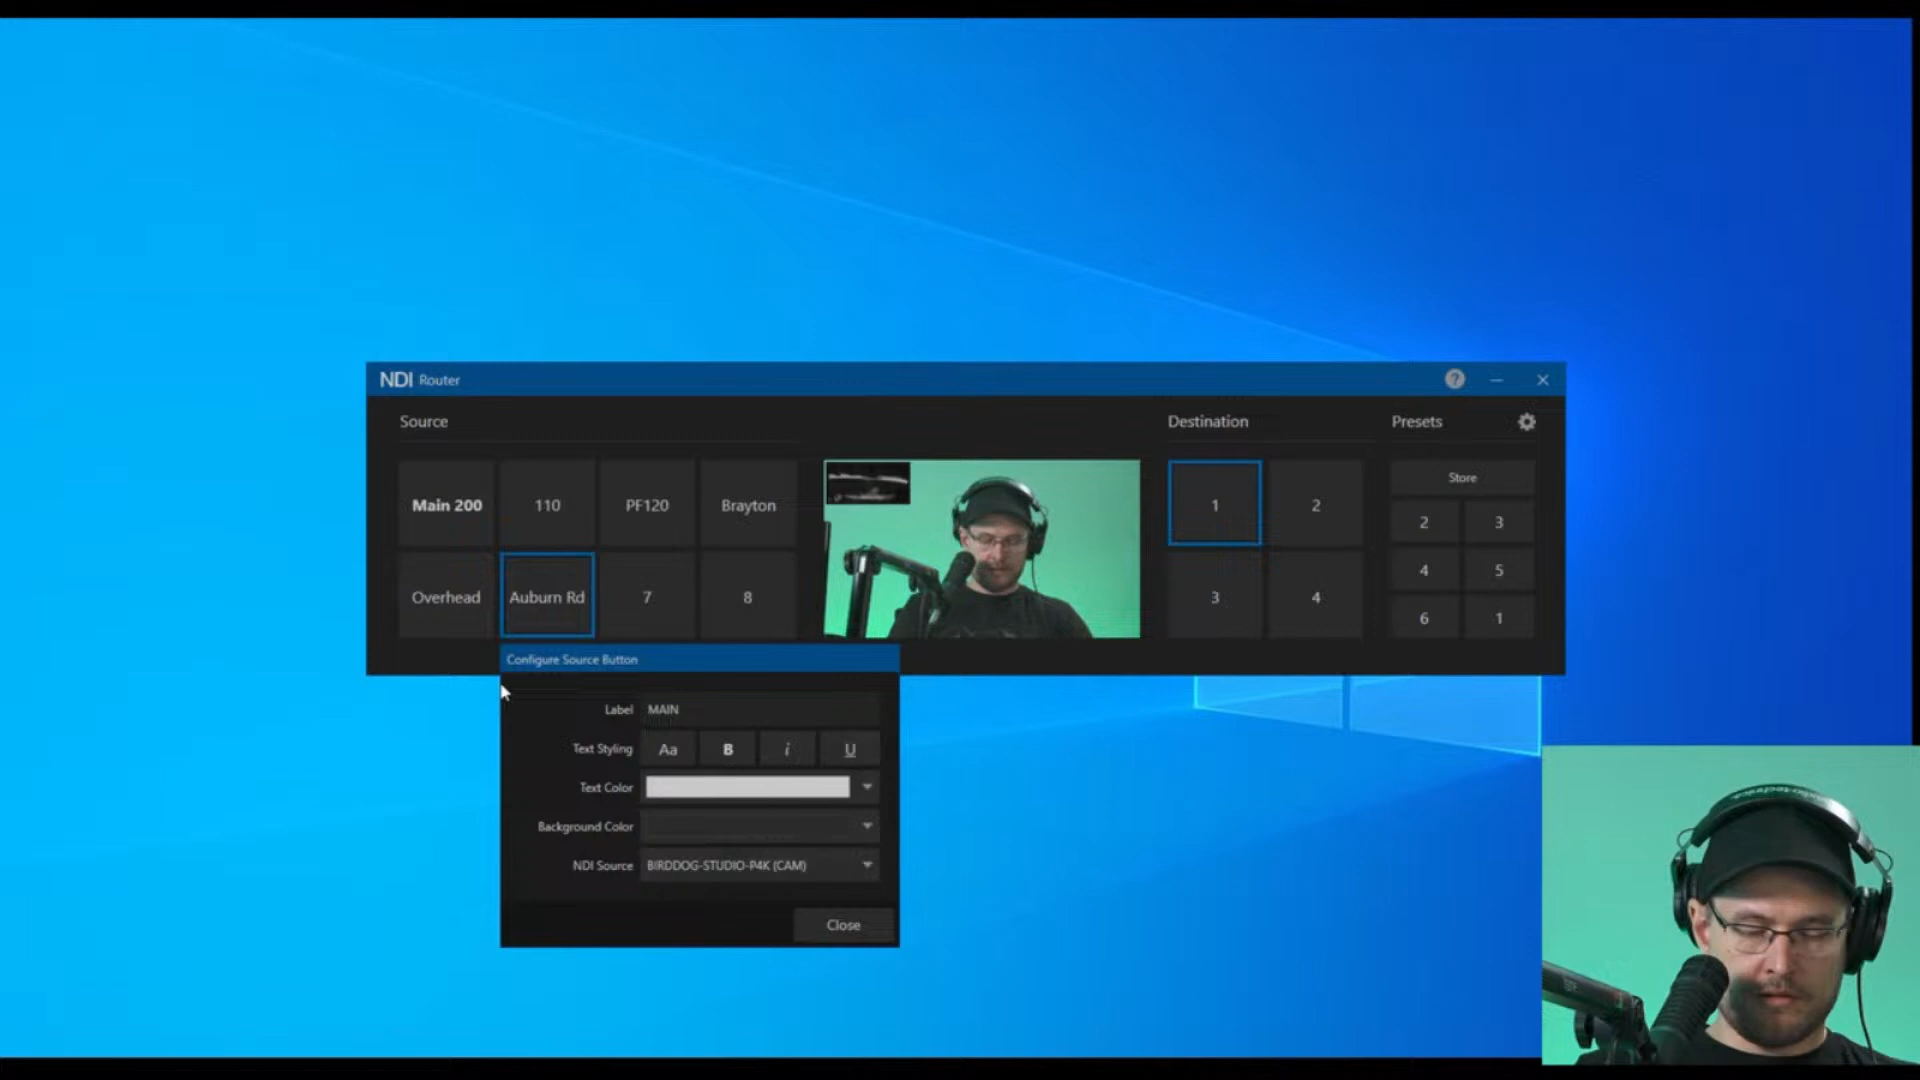 NDI Router
?
Source
Destination
Presets
Main 200
110
PF120
Brayton
Overhead
Auburn Rd
7
8
1
2
3
4
Store
2
3
4
5
6
1
Configure Source Button
Label
MAIN
Text Styling
Aa
B
i
U
Text Color
Background Color
NDI Source
BIRDDOG-STUDIO-P4K (CAM)
Close
audio-technica